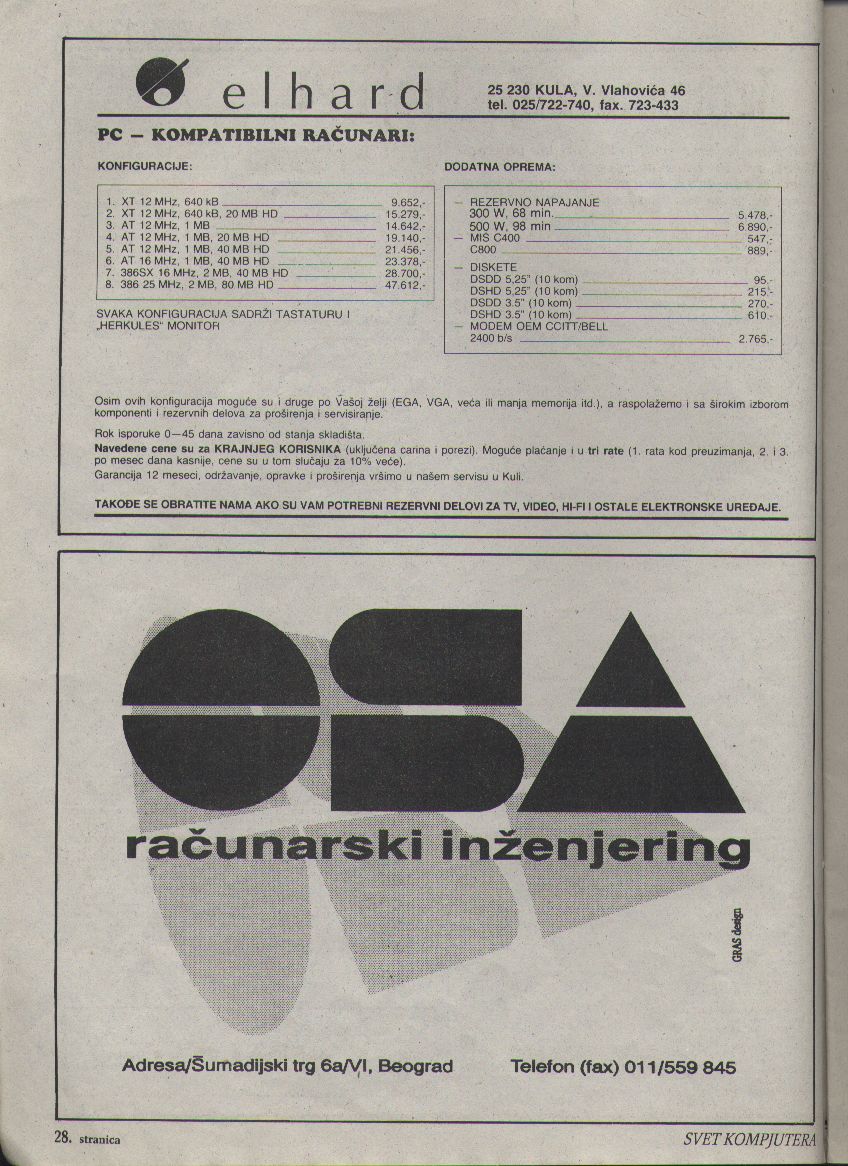 elhard
25 230 KULA, V. Vlahovića 46
tel. 025/722-740, fax. 723-433
PC – KOMPATIBILNI RAČUNARI:
KONFIGURACIJE:
1. XT 12 MHz, 640 kB 9.652,-
2. XT 12 MHz, 640 kB, 20 MB HD 15.279,-
3. AT 12 MHz, 1 MB 14.642,-
4. AT 12 MHz, 1 MB, 20 MB HD 19.140,-
5. AT 12 MHz, 1 MB, 40 MB HD 21.456,-
6. AT 16 MHz, 1 MB, 40 MB HD 23.378,-
7. 386SX 16 MHz, 2 MB, 40 MB HD 28.700,-
8. 386 25 MHz, 2 MB, 80 MB HD 47.612,-
SVAKA KONFIGURACIJA SADRŽI TASTATURU I
„HERKULES“ MONITOR
DODATNA OPREMA:
– REZERVNO NAPAJANJE
300 W, 68 min. 5.478,-
500 W, 98 min 6 890,-
– MIS C400 547,-
C800 889,-
– DISKETE
DSDD 5,25" (10 kom) 95.-
DSHD 5,25" (10 kom) 215.-
DSDD 3.5" (10 kom) 270.-
DSHD 3.5" (10 kom) 610.-
– MODEM OEM CCITT/BELL
2400 b/s 2.765,-
Osim ovih konfiguracija moguće su i druge po Vašoj želji (EGA, VGA, veća ili manja memorija itd.), a raspolažemo i sa širokim izborom
komponenti i rezervnih delova za proširenja i servisiranje.
Rok isporuke 0—45 dana zavisno od stanja skladišta.
Navedene cene su za KRAJNJEG KORISNIKA (uključena carina i porezi). Moguće plaćanje i u tri rate (1. rata kod preuzimanja, 2. i 3.
po mesec dana kasnije, cene su u tom slučaju za 10% veće).
Garancija 12 meseci, održavanje, opravke i proširenja vršimo u našem servisu u Kuli.
TAKOĐE SE OBRATITE NAMA AKO SU VAM POTREBNI REZERVNI DELOVI ZA TV, VIDEO, HI-FI I OSTALE ELEKTRONSKE UREĐAJE.
OSA
računarski inženjering
GRAS design
Adresa/Šumadijski trg 6a/VI, Beograd
Telefon (fax) 011/559 845
28. stranica
SVET KOMPJUTERA